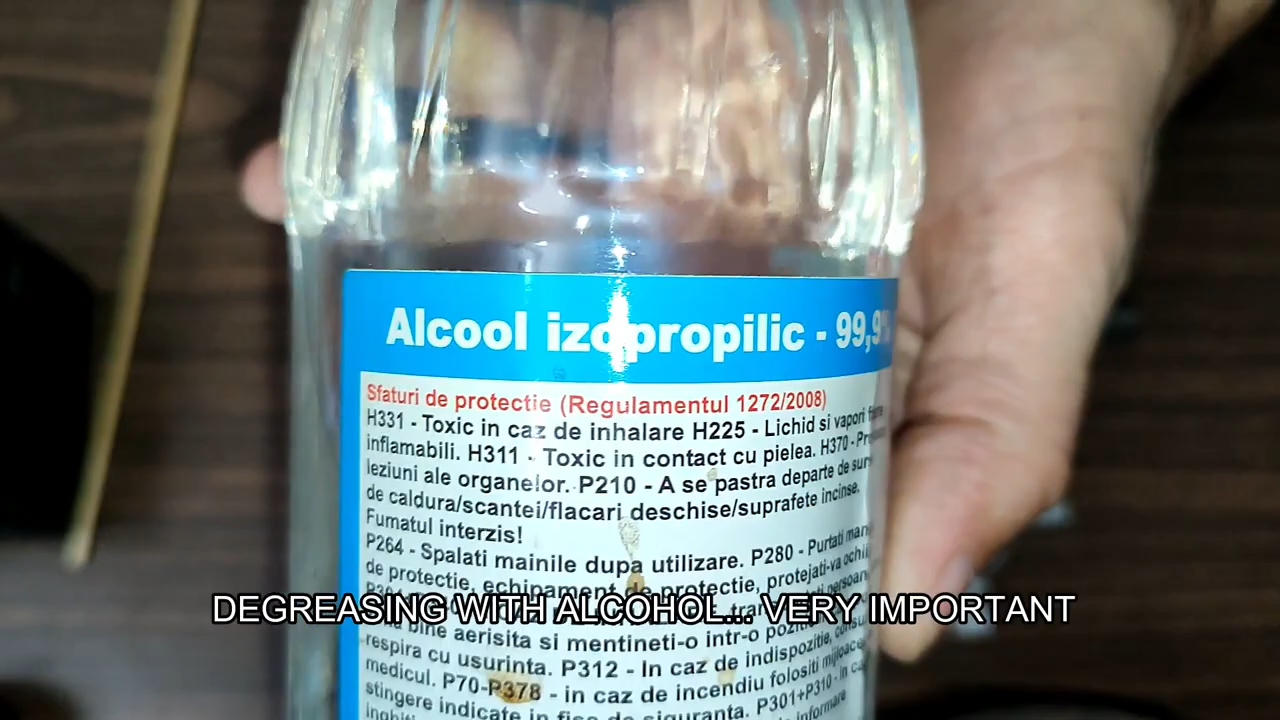 Alcool izopropilic - 99,9%
Sfaturi de protectie (Regulamentul 1272/2008)
H331 - Toxic in caz de inhalare H225 - Lichid si vapori
inflamabili. H311 - Toxic in contact cu pielea. H370 -
leziuni ale organelor. P210 - A se pastra departe de
de caldura/scantei/flacari deschise/suprafete incinse.
Fumatul interzis!
P264 - Spalati mainile dupa utilizare. P280 - Purtati
de protectie, echipament de protectie, protejati-va ochii
DEGREASING WITH ALCOHOL... VERY IMPORTANT
bine aerisita si mentineti-o intr-o
respira cu usurinta. P312 - In caz de indispozitie,
medicul. P70-P378 - in caz de incendiu folositi
stingere indicate in fisa de siguranta. P301+P310 - in
informare